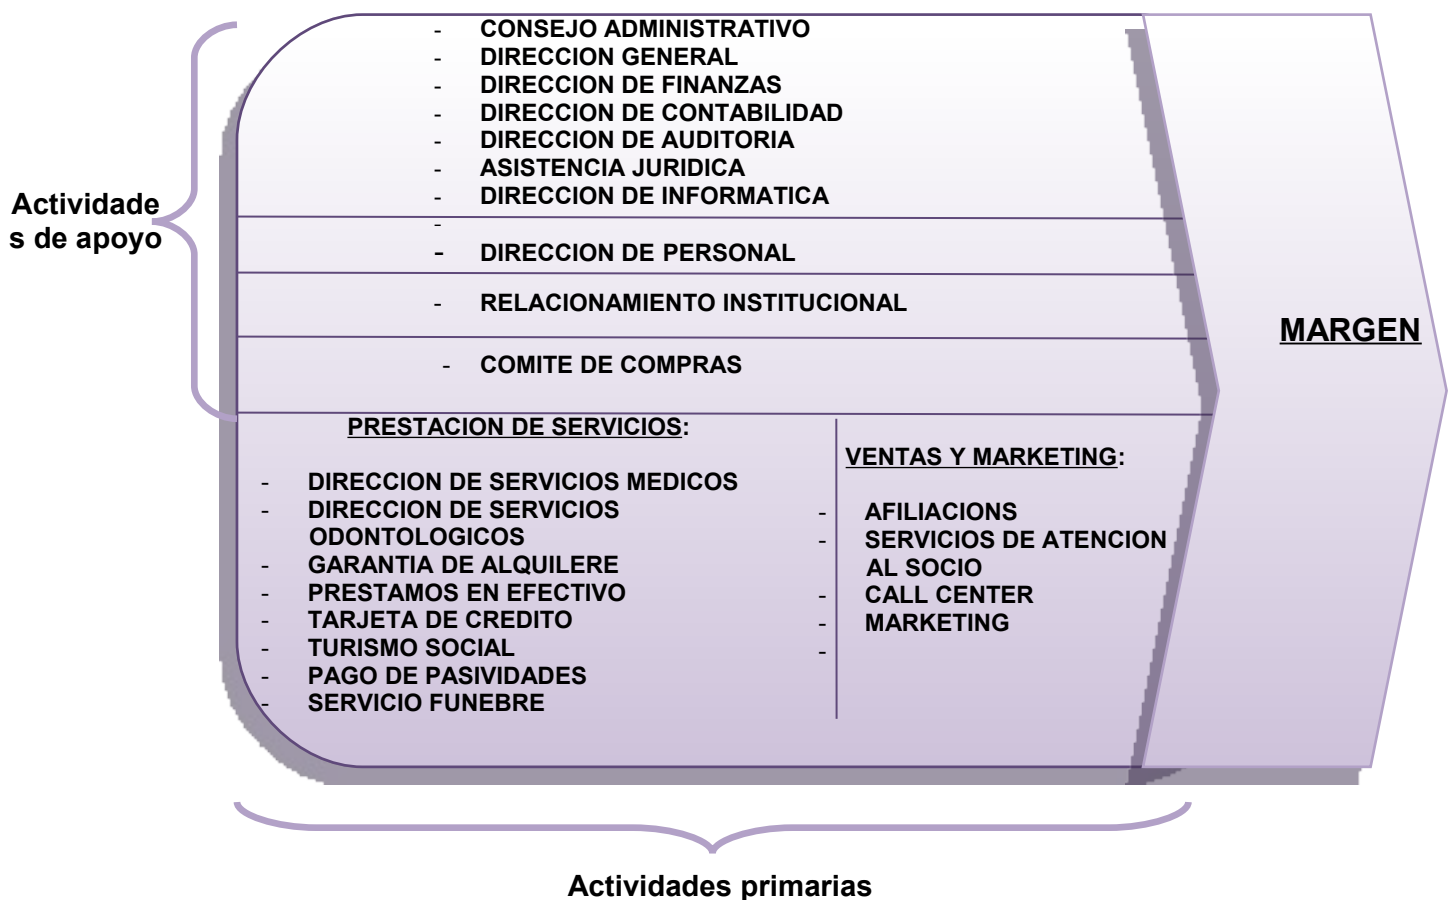 - CONSEJO ADMINISTRATIVO
- DIRECCION GENERAL
- DIRECCION DE FINANZAS
- DIRECCION DE CONTABILIDAD
- DIRECCION DE AUDITORIA
- ASISTENCIA JURIDICA
- DIRECCION DE INFORMATICA
-
- DIRECCION DE PERSONAL
- RELACIONAMIENTO INSTITUCIONAL
- COMITE DE COMPRAS
Actividade
s de apoyo
MARGEN
PRESTACION DE SERVICIOS:
- DIRECCION DE SERVICIOS MEDICOS
- DIRECCION DE SERVICIOS
ODONTOLOGICOS
- GARANTIA DE ALQUILERE
- PRESTAMOS EN EFECTIVO
- TARJETA DE CREDITO
- TURISMO SOCIAL
- PAGO DE PASIVIDADES
- SERVICIO FUNEBRE
VENTAS Y MARKETING:
- AFILIACIONS
- SERVICIOS DE ATENCION
AL SOCIO
- CALL CENTER
- MARKETING
-
Actividades primarias